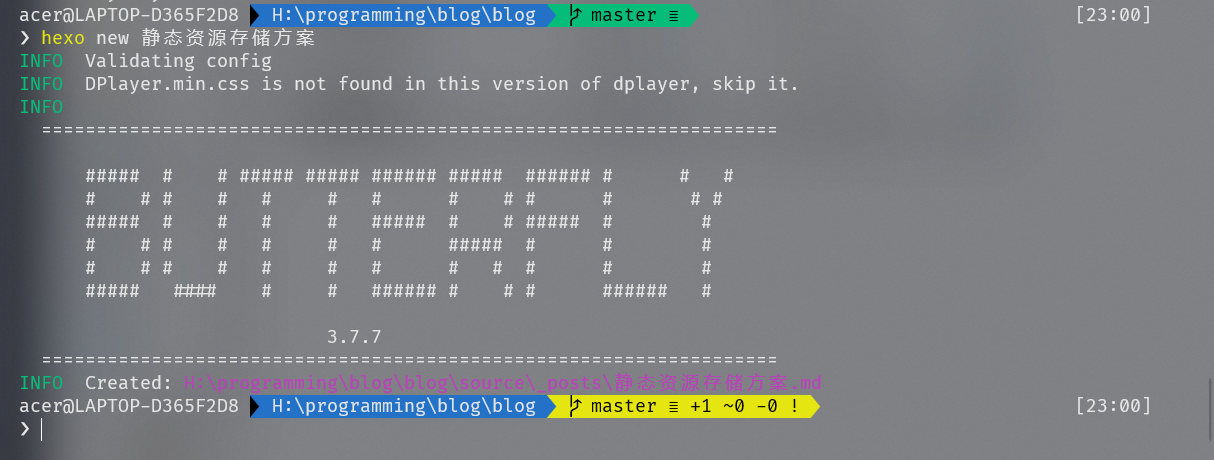 acer@LAPTOP-D365F2D8 H:\programming\blog\blog master ≡ [23:00]
❯ hexo new 静态资源存储方案
INFO  Validating config
INFO  DPlayer.min.css is not found in this version of dplayer, skip it.
INFO
  ===================================================================
      #####  #    # ##### ##### ###### #####  ###### #      #   #
      #    # #    #   #     #   #      #    # #      #       # #
      #####  #    #   #     #   #####  #    # #####  #        #
      #    # #    #   #     #   #      #####  #      #        #
      #    # #    #   #     #   #      #   #  #      #        #
      #####   ####    #     #   ###### #    # #      ######   #
                            3.7.7
  ===================================================================
INFO  Created: H:\programming\blog\blog\source\_posts\静态资源存储方案.md
acer@LAPTOP-D365F2D8 H:\programming\blog\blog master ≡ +1 ~0 -0 ! [23:00]
❯